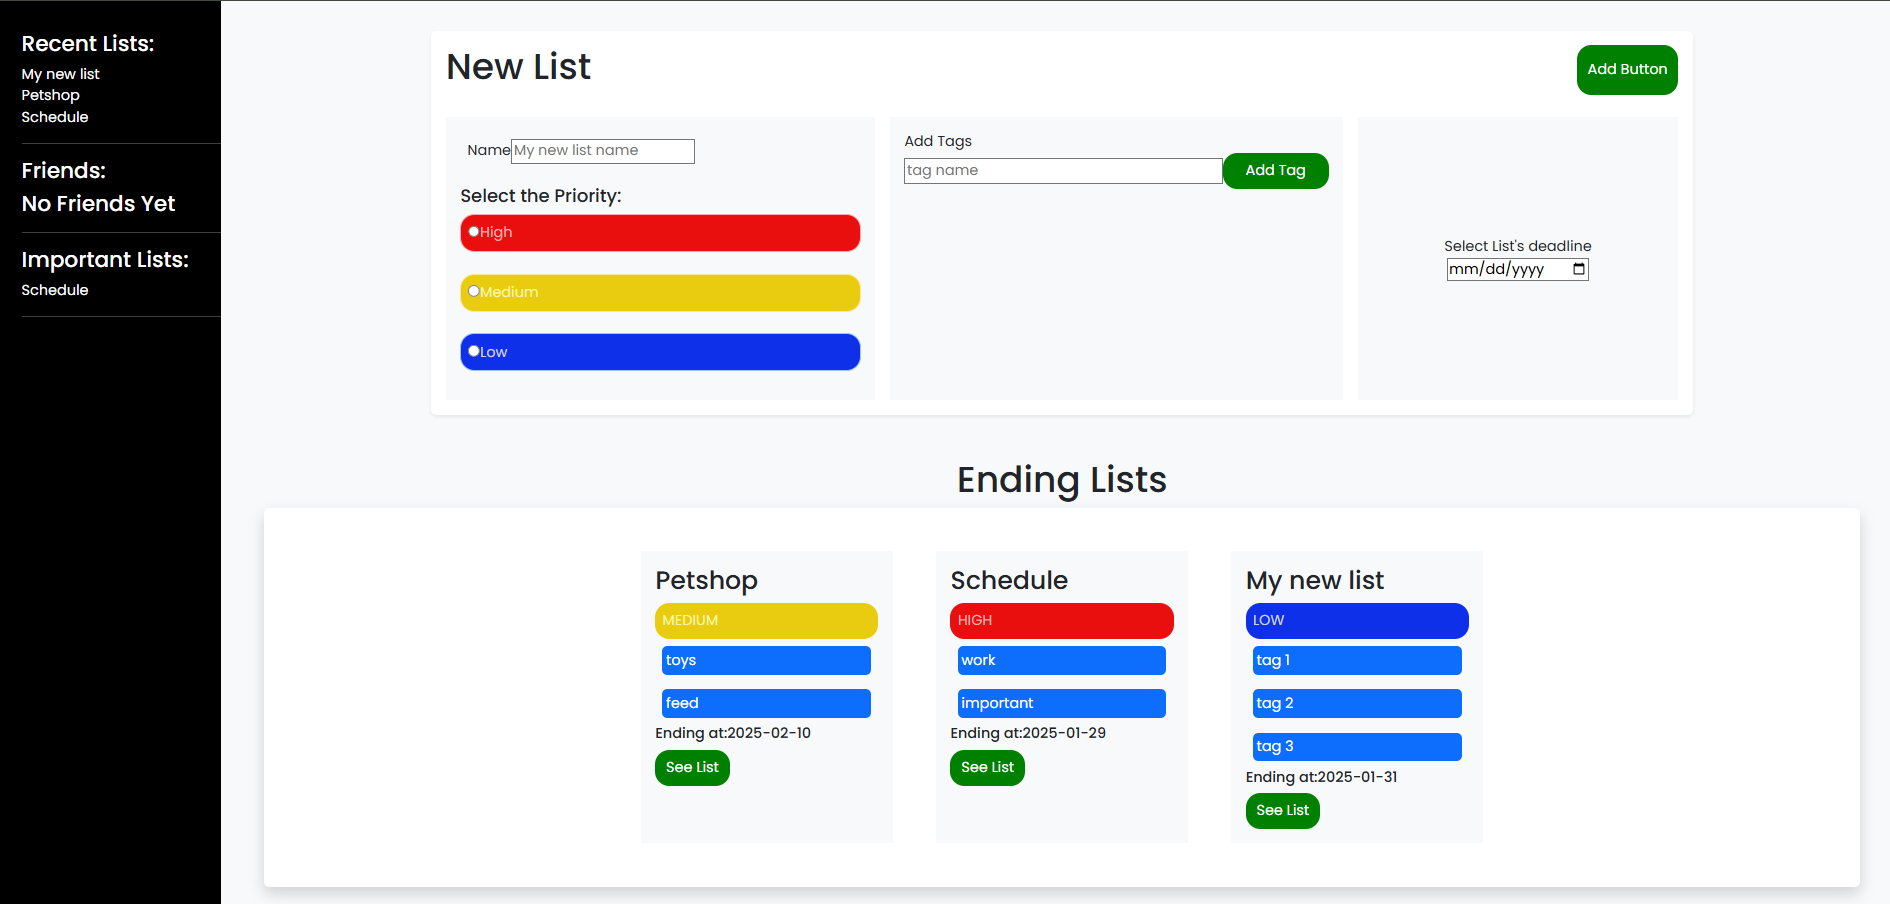 Recent Lists:
My new list
Petshop
Schedule
Friends:
No Friends Yet
Important Lists:
Schedule
New List
Add Button
Name My new list name
Select the Priority:
High
Medium
Low
Add Tags
tag name Add Tag
Select List's deadline
mm/dd/yyyy
Ending Lists
Petshop
MEDIUM
toys
feed
Ending at:2025-02-10
See List
Schedule
HIGH
work
important
Ending at:2025-01-29
See List
My new list
LOW
tag 1
tag 2
tag 3
Ending at:2025-01-31
See List